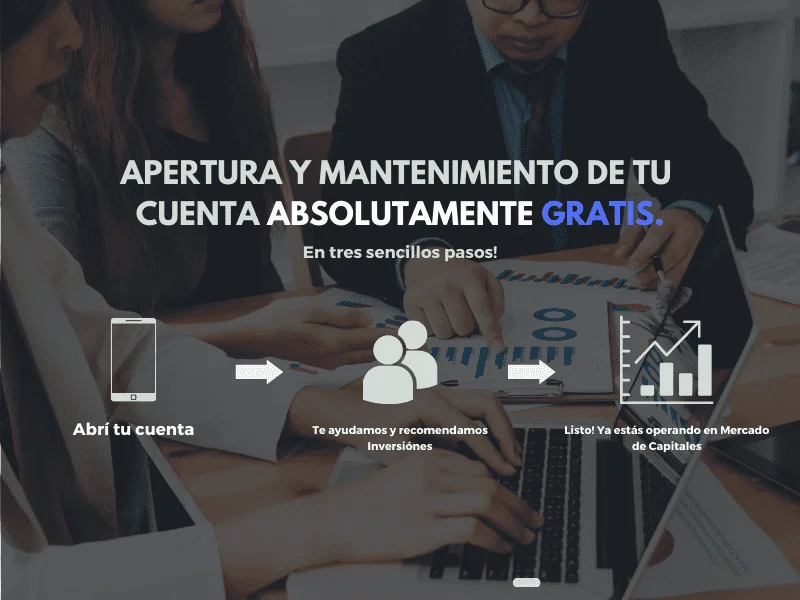 APERTURA Y MANTENIMIENTO DE TU
CUENTA ABSOLUTAMENTE GRATIS.
En tres sencillos pasos!
Abrí tu cuenta
Te ayudamos y recomendamos
Inversiónes
Listo! Ya estás operando en Mercado
de Capitales